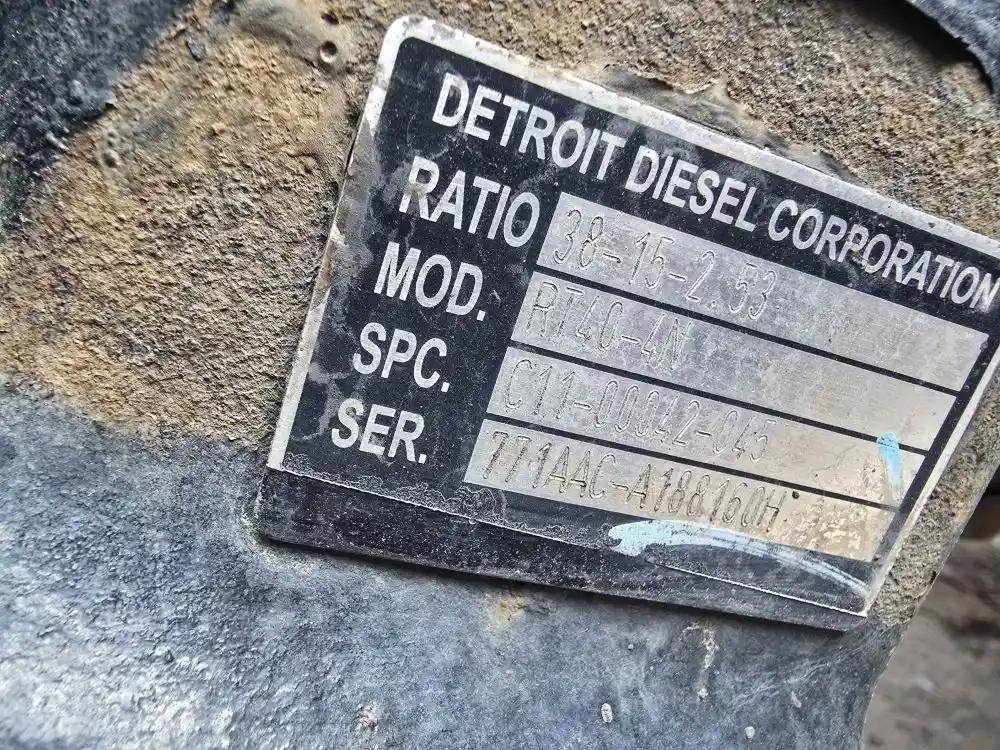 DETROIT DIESEL CORPORATION
RATIO 38-15-2.53
MOD. RT40-4N
SPC. C11-00042-045
SER. 771AAC-A188160H